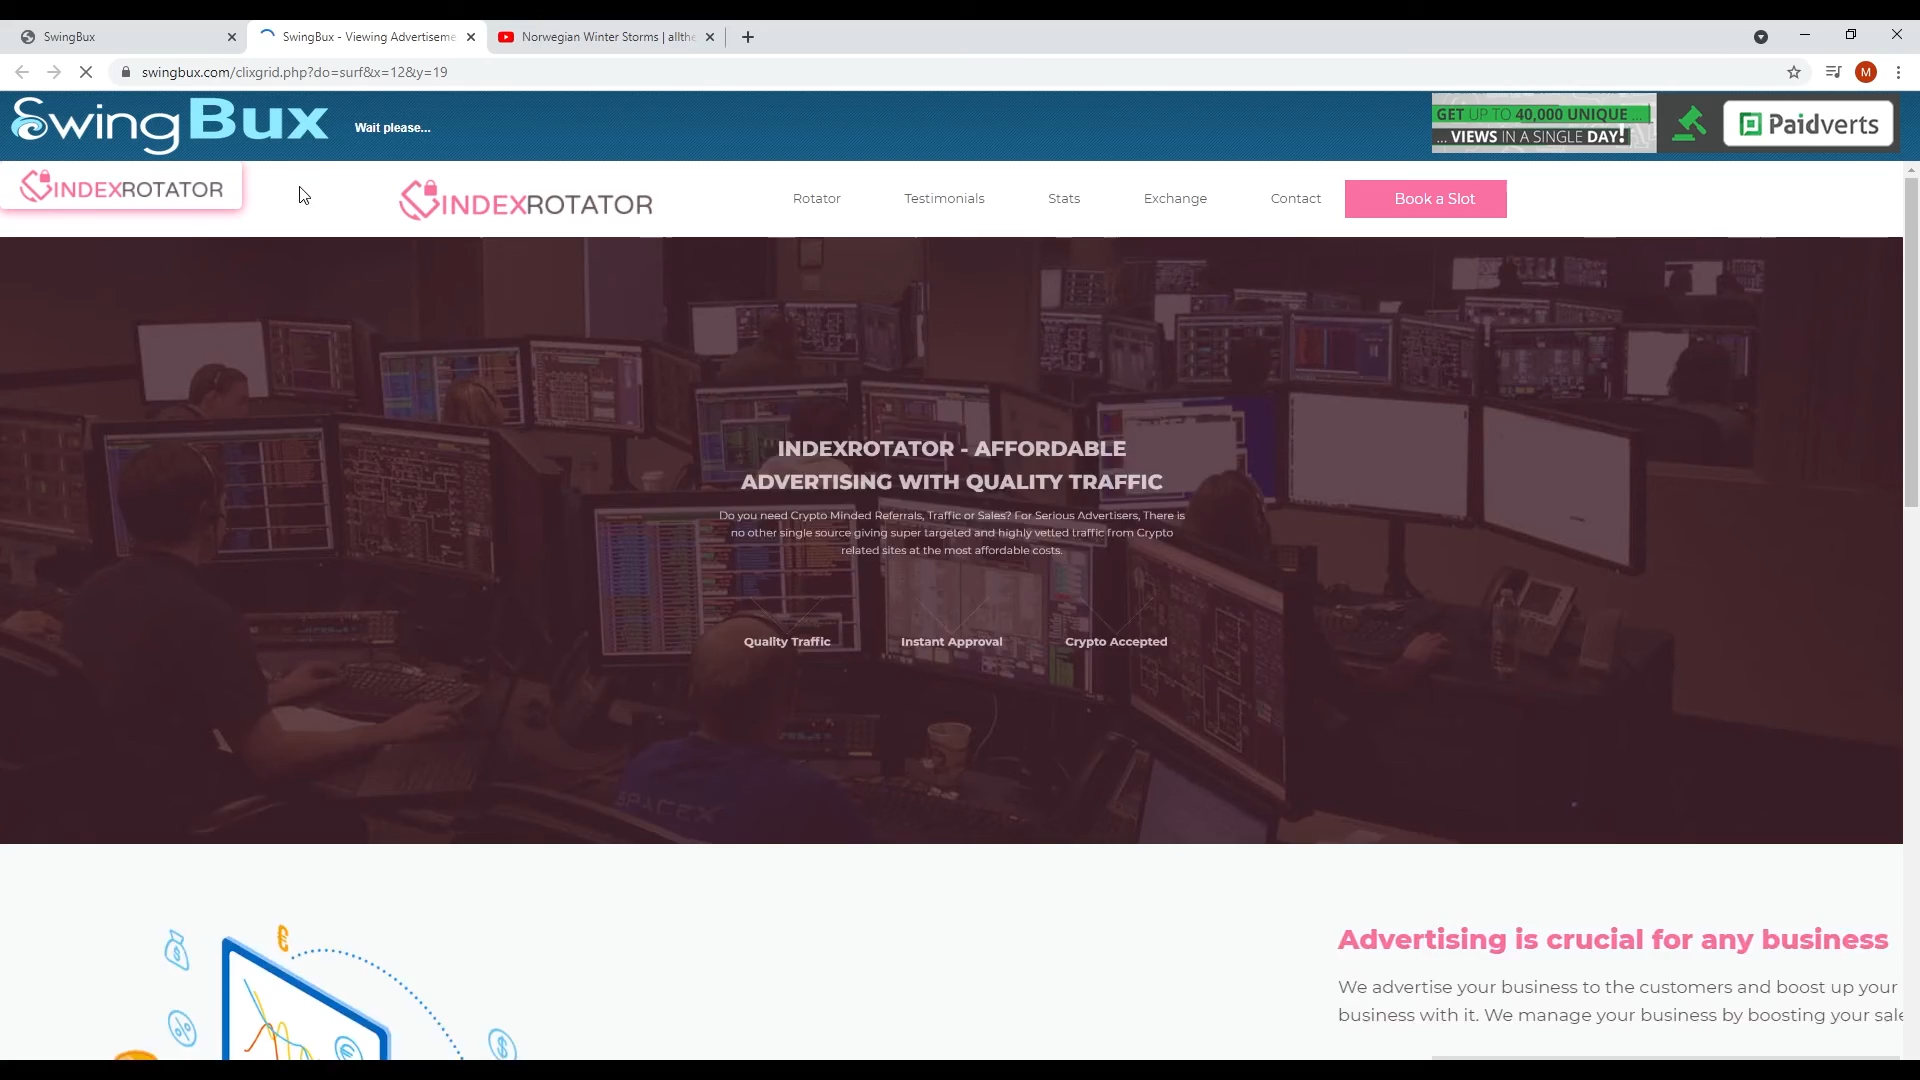 SwingBux
SwingBux - Viewing Advertiseme
Norwegian Winter Storms | allthe
swingbux.com/clixgrid.php?do=surf&x=12&y=19
M
SwingBux
Wait please...
GET UP TO 40,000 UNIQUE ...
... VIEWS IN A SINGLE DAY!
Paidverts
INDEXROTATOR
INDEXROTATOR
Rotator
Testimonials
Stats
Exchange
Contact
Book a Slot
INDEXROTATOR - AFFORDABLE
ADVERTISING WITH QUALITY TRAFFIC
Do you need Crypto Minded Referrals, Traffic or Sales? For Serious Advertisers, There is
no other single source giving super targeted and highly vetted traffic from Crypto
related sites at the most affordable costs.
Quality Traffic
Instant Approval
Crypto Accepted
SPACEX
Advertising is crucial for any business
We advertise your business to the customers and boost up your
business with it. We manage your business by boosting your sale